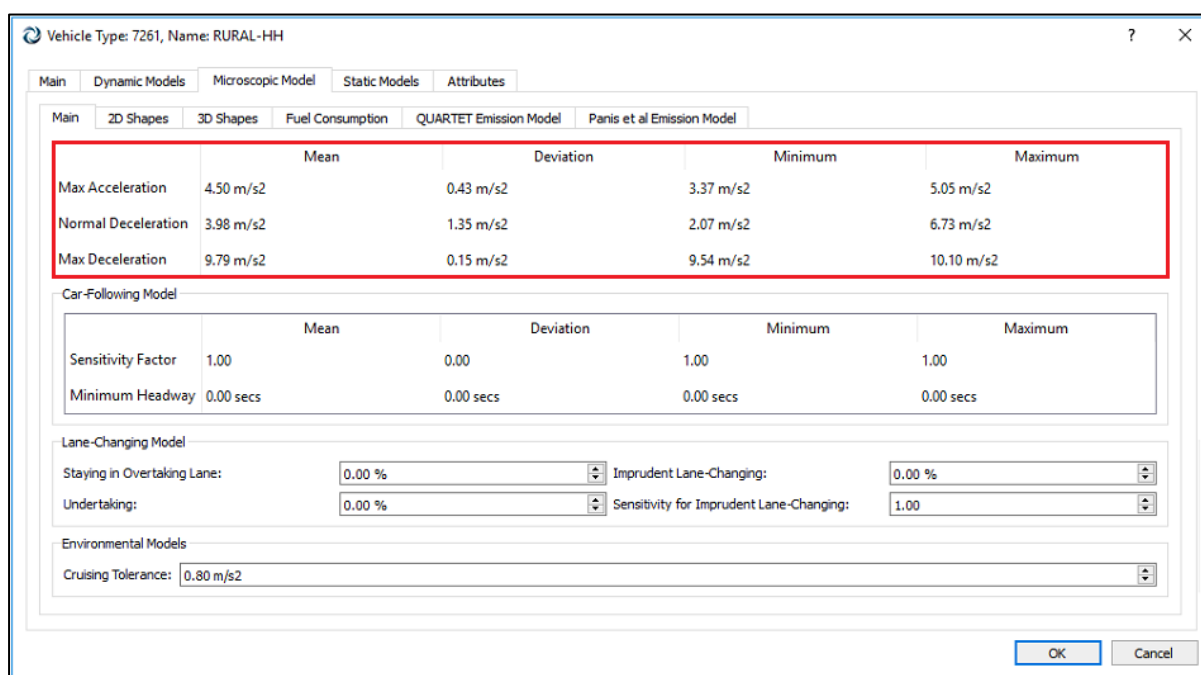 Vehicle Type: 7261, Name: RURAL-HH ? X
Main Dynamic Models Microscopic Model Static Models Attributes
Main 2D Shapes 3D Shapes Fuel Consumption QUARTET Emission Model Panis et al Emission Model
Mean Deviation Minimum Maximum
Max Acceleration 4.50 m/s2 0.43 m/s2 3.37 m/s2 5.05 m/s2
Normal Deceleration 3.98 m/s2 1.35 m/s2 2.07 m/s2 6.73 m/s2
Max Deceleration 9.79 m/s2 0.15 m/s2 9.54 m/s2 10.10 m/s2
Car-Following Model
Mean Deviation Minimum Maximum
Sensitivity Factor 1.00 0.00 1.00 1.00
Minimum Headway 0.00 secs 0.00 secs 0.00 secs 0.00 secs
Lane-Changing Model
Staying in Overtaking Lane: 0.00 % Imprudent Lane-Changing: 0.00 %
Undertaking: 0.00 % Sensitivity for Imprudent Lane-Changing: 1.00
Environmental Models
Cruising Tolerance: 0.80 m/s2
OK Cancel